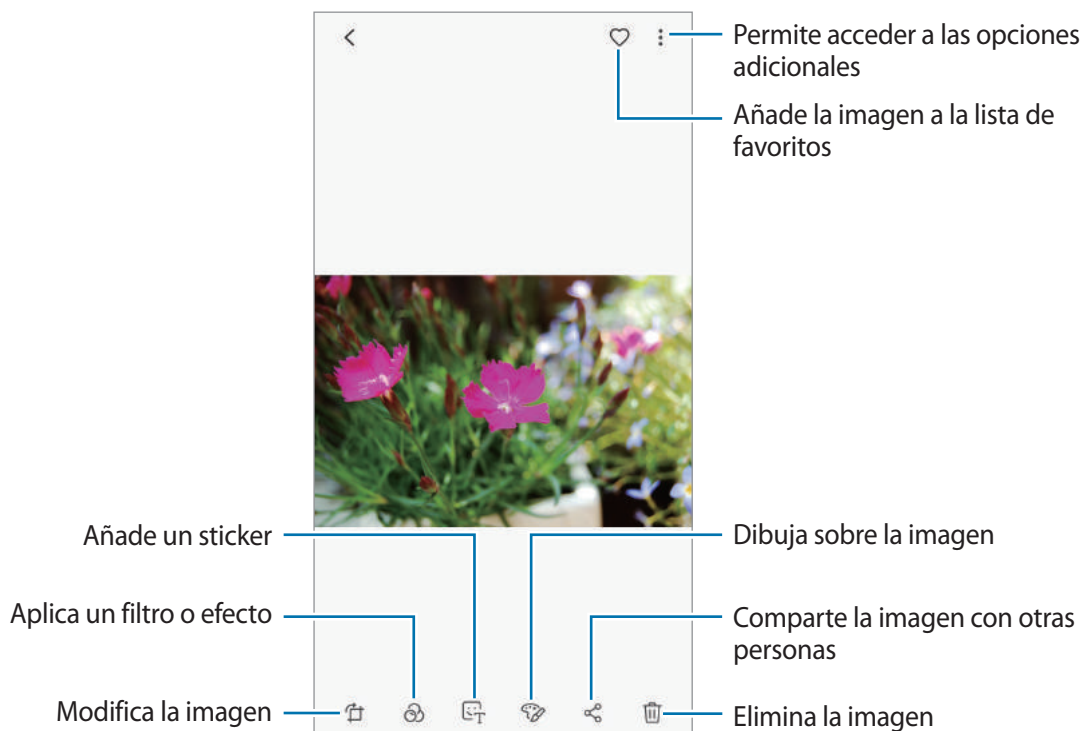 Permite acceder a las opciones
adicionales
Añade la imagen a la lista de
favoritos
Añade un sticker
Dibuja sobre la imagen
Aplica un filtro o efecto
Comparte la imagen con otras
personas
Modifica la imagen
Elimina la imagen